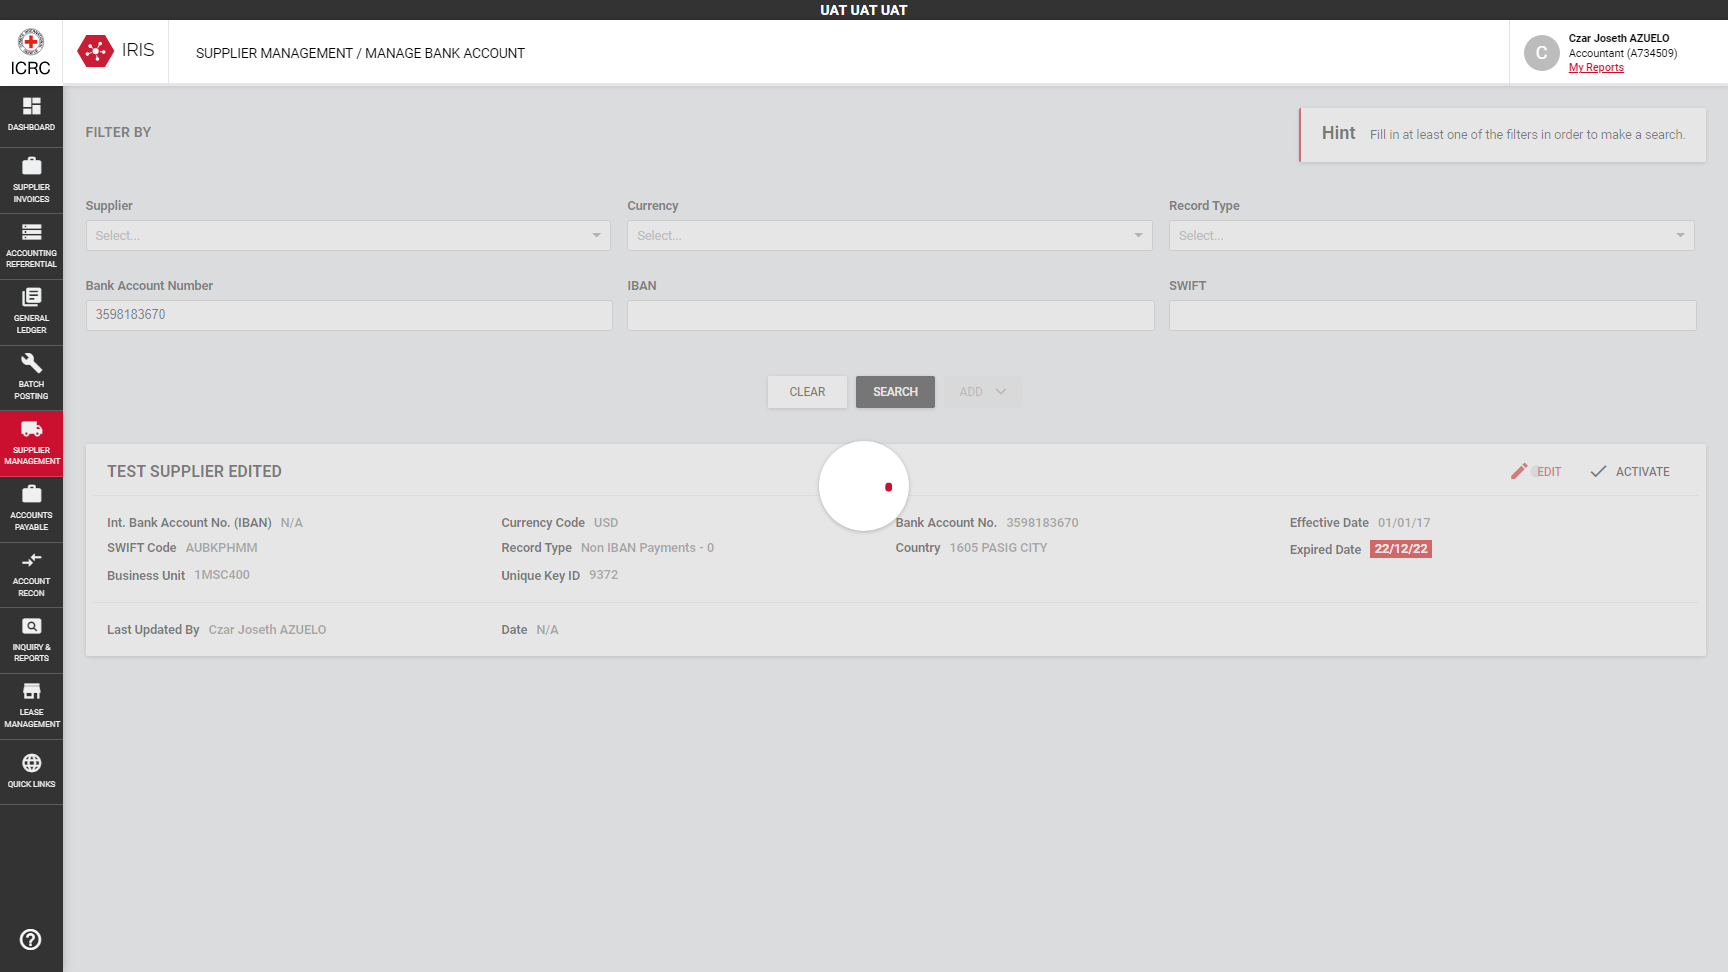 UAT UAT UAT
ICRC
IRIS
SUPPLIER MANAGEMENT / MANAGE BANK ACCOUNT
C
Czar Joseth AZUELO
Accountant (A734509)
My Reports
DASHBOARD
SUPPLIER
INVOICES
ACCOUNTING
REFERENTIAL
GENERAL
LEDGER
BATCH
POSTING
SUPPLIER
MANAGEMENT
ACCOUNTS
PAYABLE
ACCOUNT
RECON
INQUIRY &
REPORTS
LEASE
MANAGEMENT
QUICK LINKS
FILTER BY
Hint Fill in at least one of the filters in order to make a search.
Supplier
Select...
Currency
Select...
Record Type
Select...
Bank Account Number
3598183670
IBAN
SWIFT
CLEAR
SEARCH
ADD
TEST SUPPLIER EDITED
EDIT
ACTIVATE
Int. Bank Account No. (IBAN) N/A
Currency Code USD
Bank Account No. 3598183670
Effective Date 01/01/17
SWIFT Code AUBKPHMM
Record Type Non IBAN Payments - 0
Country 1605 PASIG CITY
Expired Date 22/12/22
Business Unit 1MSC400
Unique Key ID 9372
Last Updated By Czar Joseth AZUELO
Date N/A